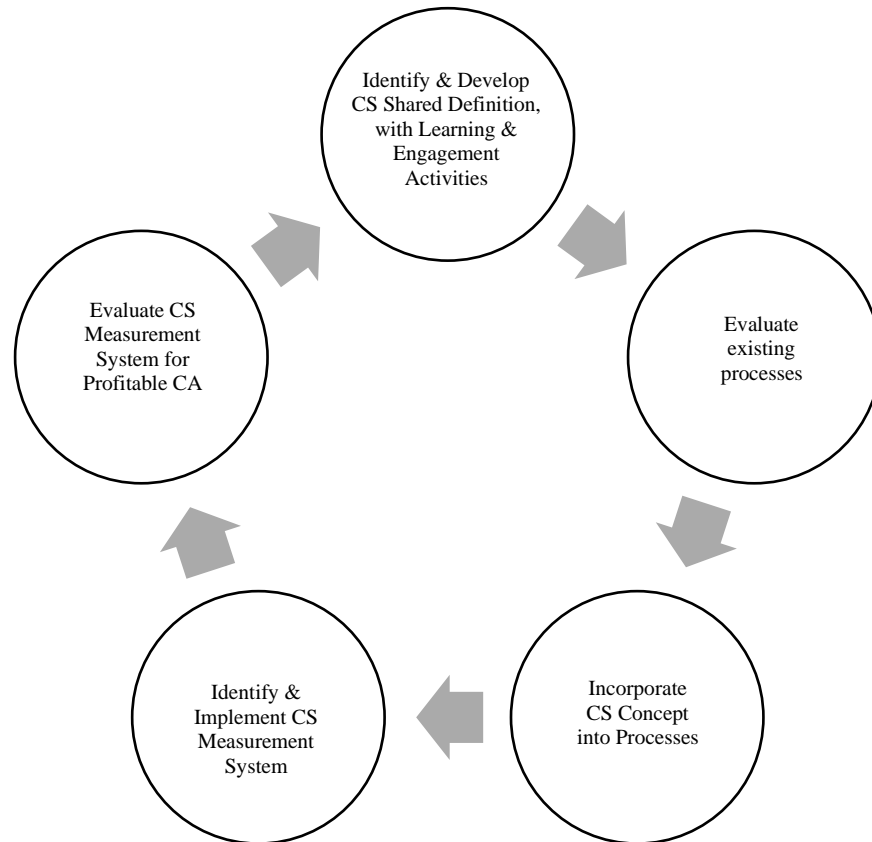 Identify & Develop
CS Shared Definition,
with Learning &
Engagement
Activities
Evaluate
existing
processes
Incorporate
CS Concept
into Processes
Identify &
Implement CS
Measurement
System
Evaluate CS
Measurement
System for
Profitable CA